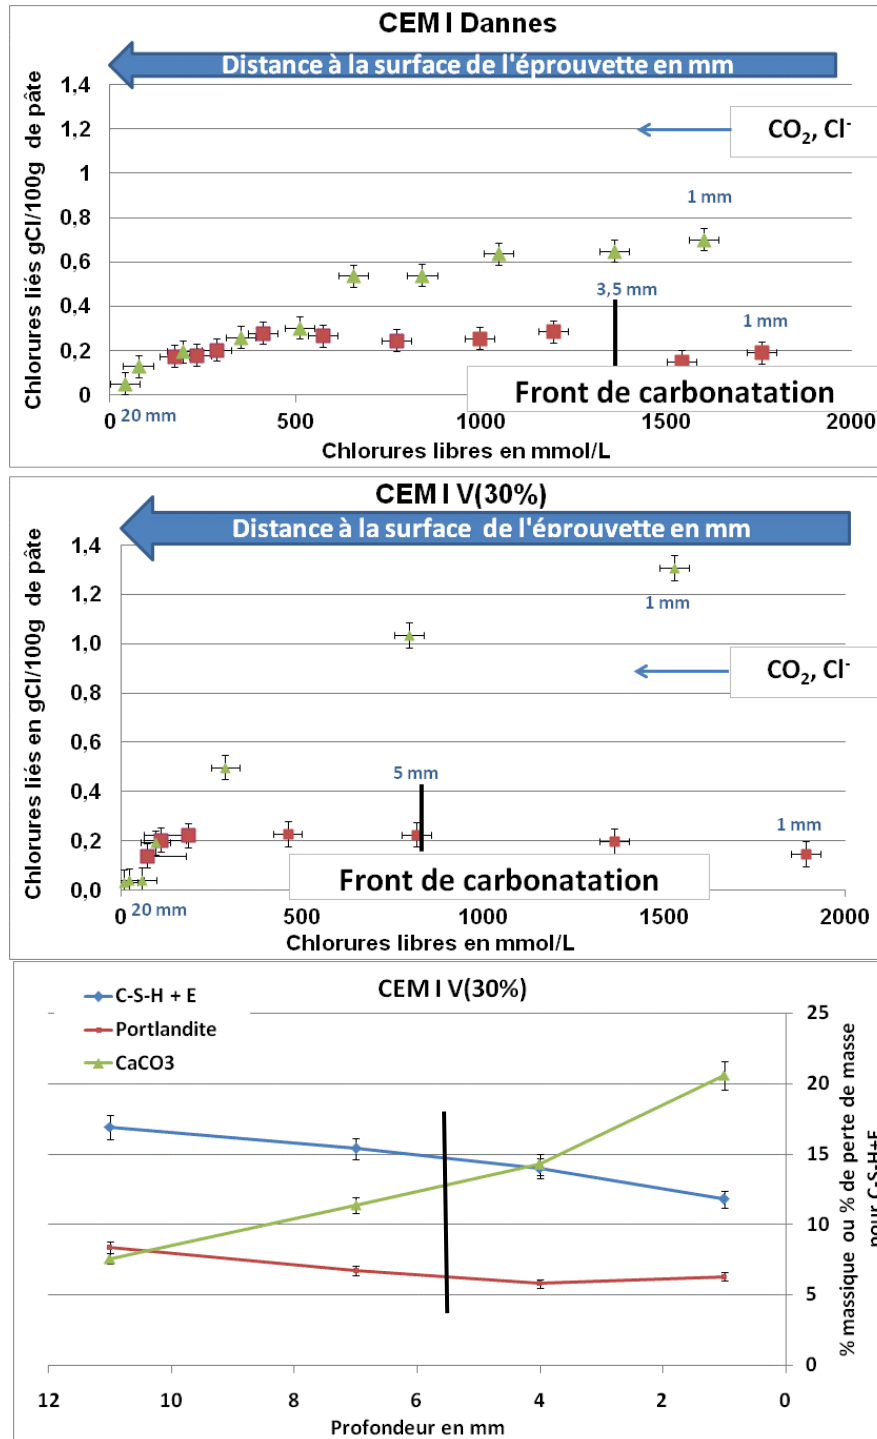 CEM I Dannes
Distance à la surface de l'éprouvette en mm
Chlorures liés gCl/100g de pâte
1,4
1,2
1
0,8
0,6
0,4
0,2
0
CO₂, Cl⁻
1 mm
3,5 mm
1 mm
Front de carbonatation
20 mm
0 500 1000 1500 2000
Chlorures libres en mmol/L
CEM I V(30%)
Distance à la surface de l'éprouvette en mm
Chlorures liés en gCl/100g de pâte
1,4
1,2
1,0
0,8
0,6
0,4
0,2
0,0
1 mm
CO₂, Cl⁻
5 mm
1 mm
Front de carbonatation
20 mm
0 500 1000 1500 2000
Chlorures libres en mmol/L
CEM I V(30%)
C-S-H + E
Portlandite
CaCO3
25
20
15
10
5
0
% massique ou % de perte de masse
pour C-S-H+E
12 10 8 6 4 2 0
Profondeur en mm